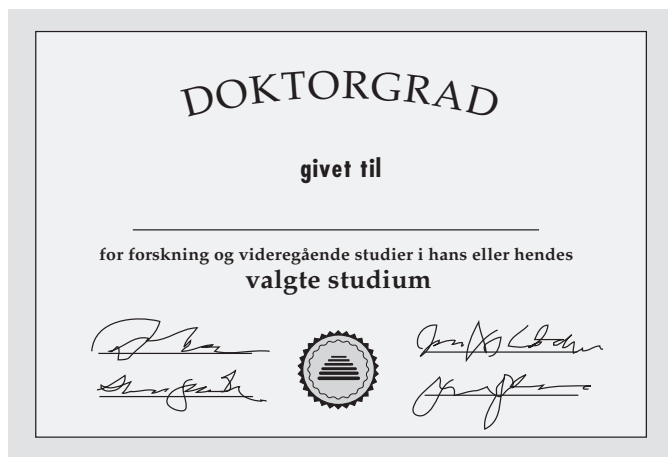 DOKTORGRAD
givet til
for forskning og videregående studier i hans eller hendes
valgte studium